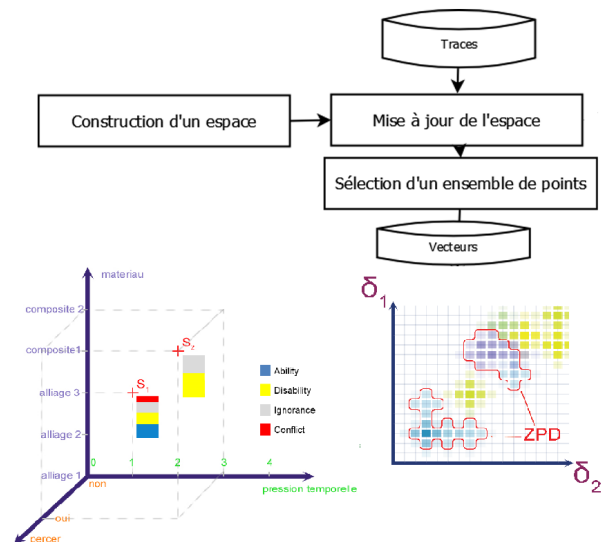 Traces
Construction d'un espace
Mise à jour de l'espace
Sélection d'un ensemble de points
Vecteurs
materiau
composite 2
composite1
alliage 3
alliage 2
alliage 1
S1
S2
Ability
Disability
Ignorance
Conflict
0 1 2 3 4
non
pression temporelle
oui
percer
δ1
ZPD
δ2